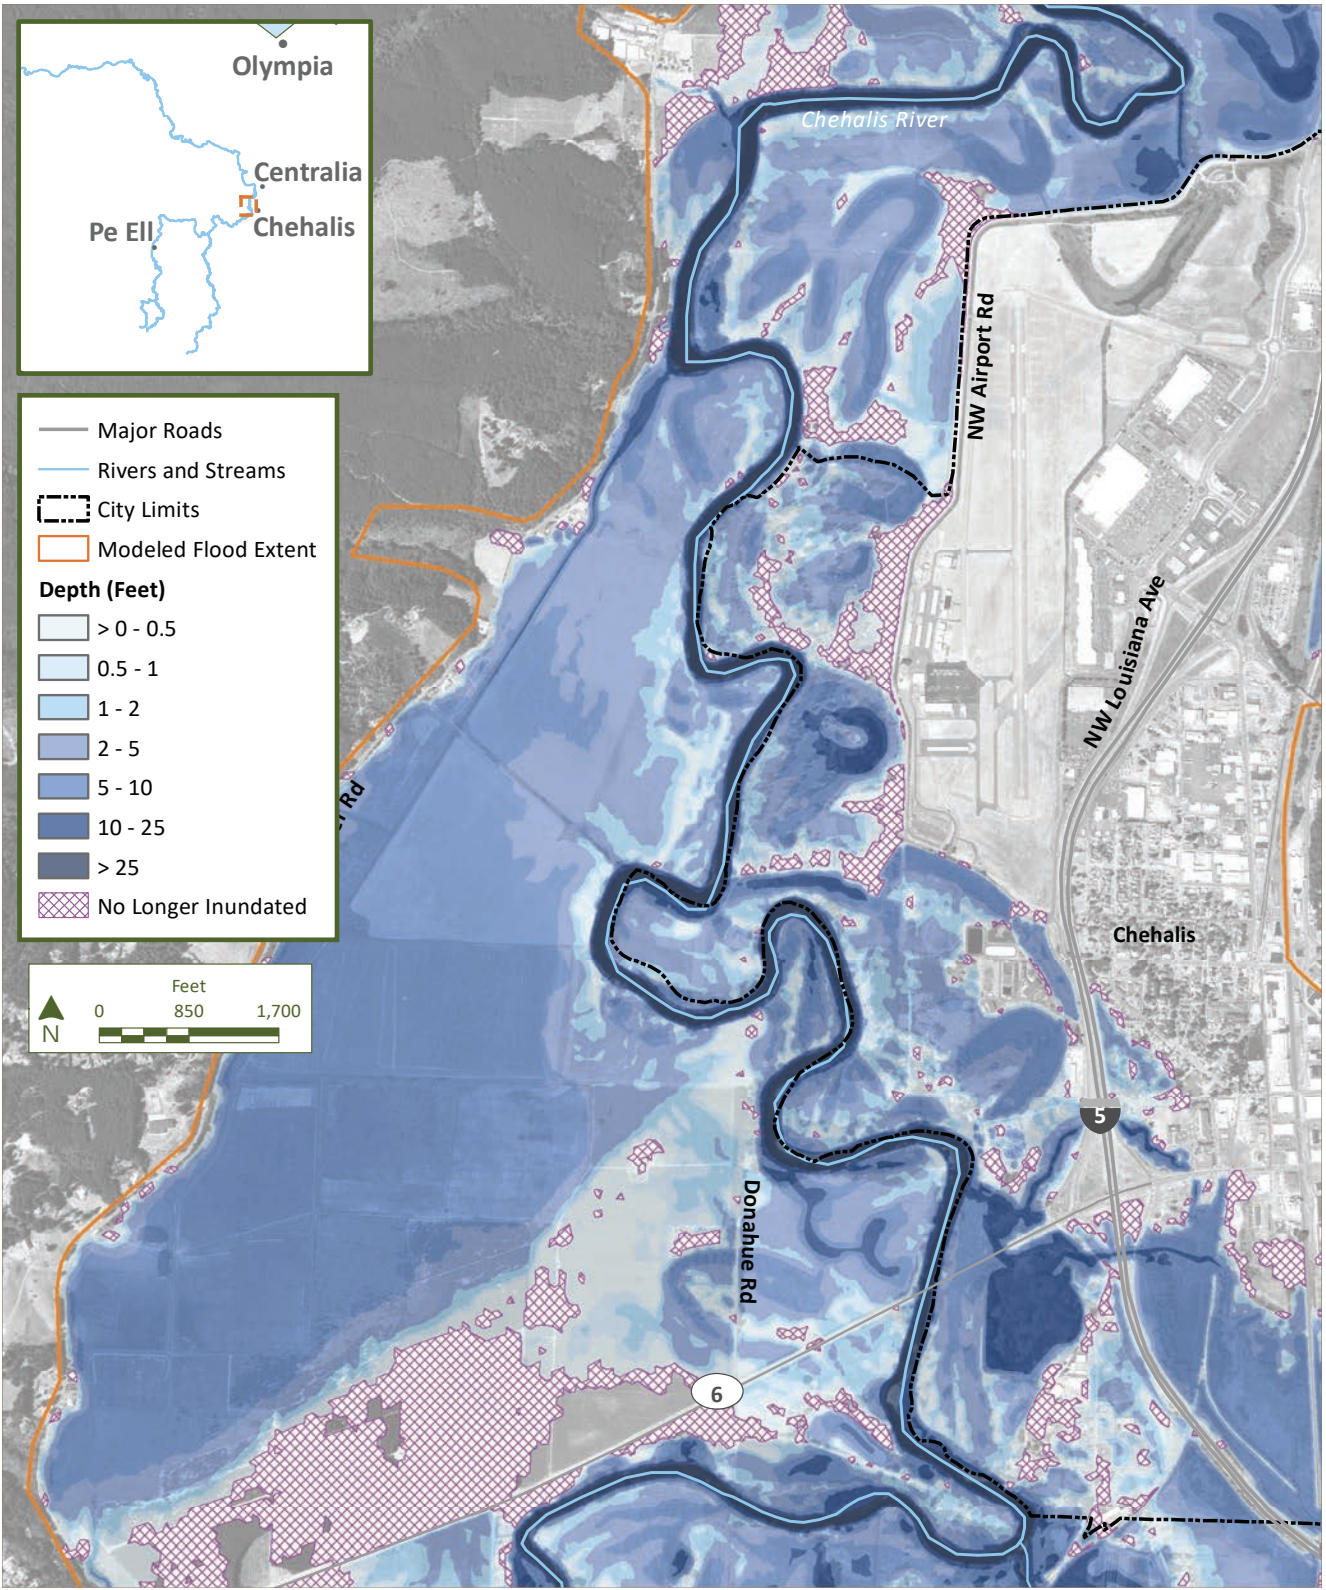 Olympia
Centralia
Pe Ell
Chehalis
Major Roads
Rivers and Streams
City Limits
Modeled Flood Extent
Depth (Feet)
> 0 - 0.5
0.5 - 1
1 - 2
2 - 5
5 - 10
10 - 25
> 25
No Longer Inundated
Feet
0 850 1,700
N
Chehalis River
NW Airport Rd
NW Louisiana Ave
Rd
Chehalis
5
Donahue Rd
6